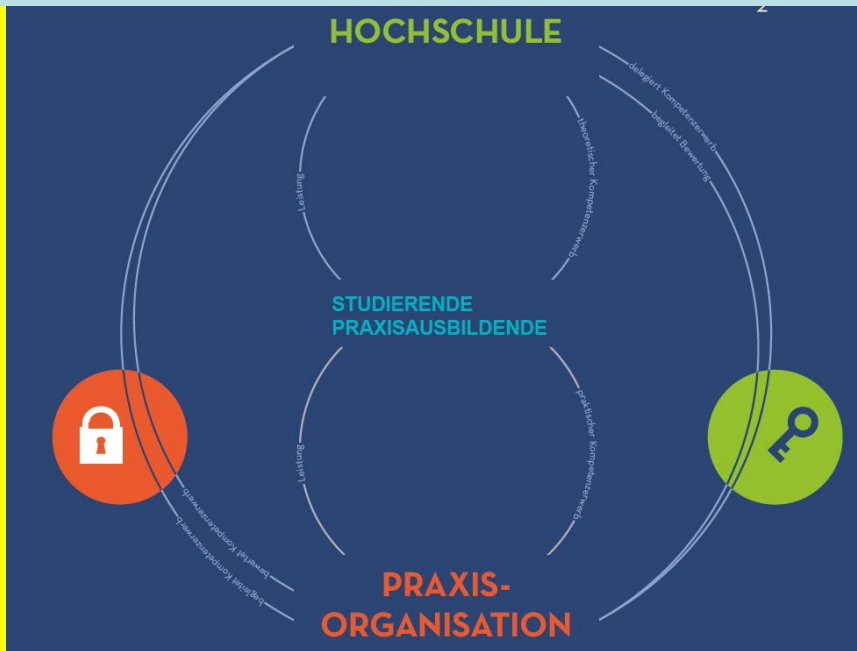 2
HOCHSCHULE
delegiert Kompetenzerwerb
begleitet Bewertung
Leistung
theoretischer Kompetenzerwerb
STUDIERENDE
PRAXISAUSBILDENDE
Leistung
praktischer Kompetenzerwerb
bewertet Kompetenzerwerb
begleitet Kompetenzerwerb
PRAXIS-
ORGANISATION